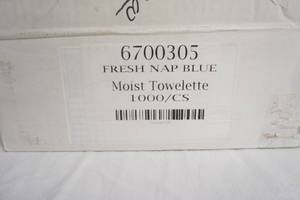 6700305
FRESH NAP BLUE
Moist Towelette
1000/CS